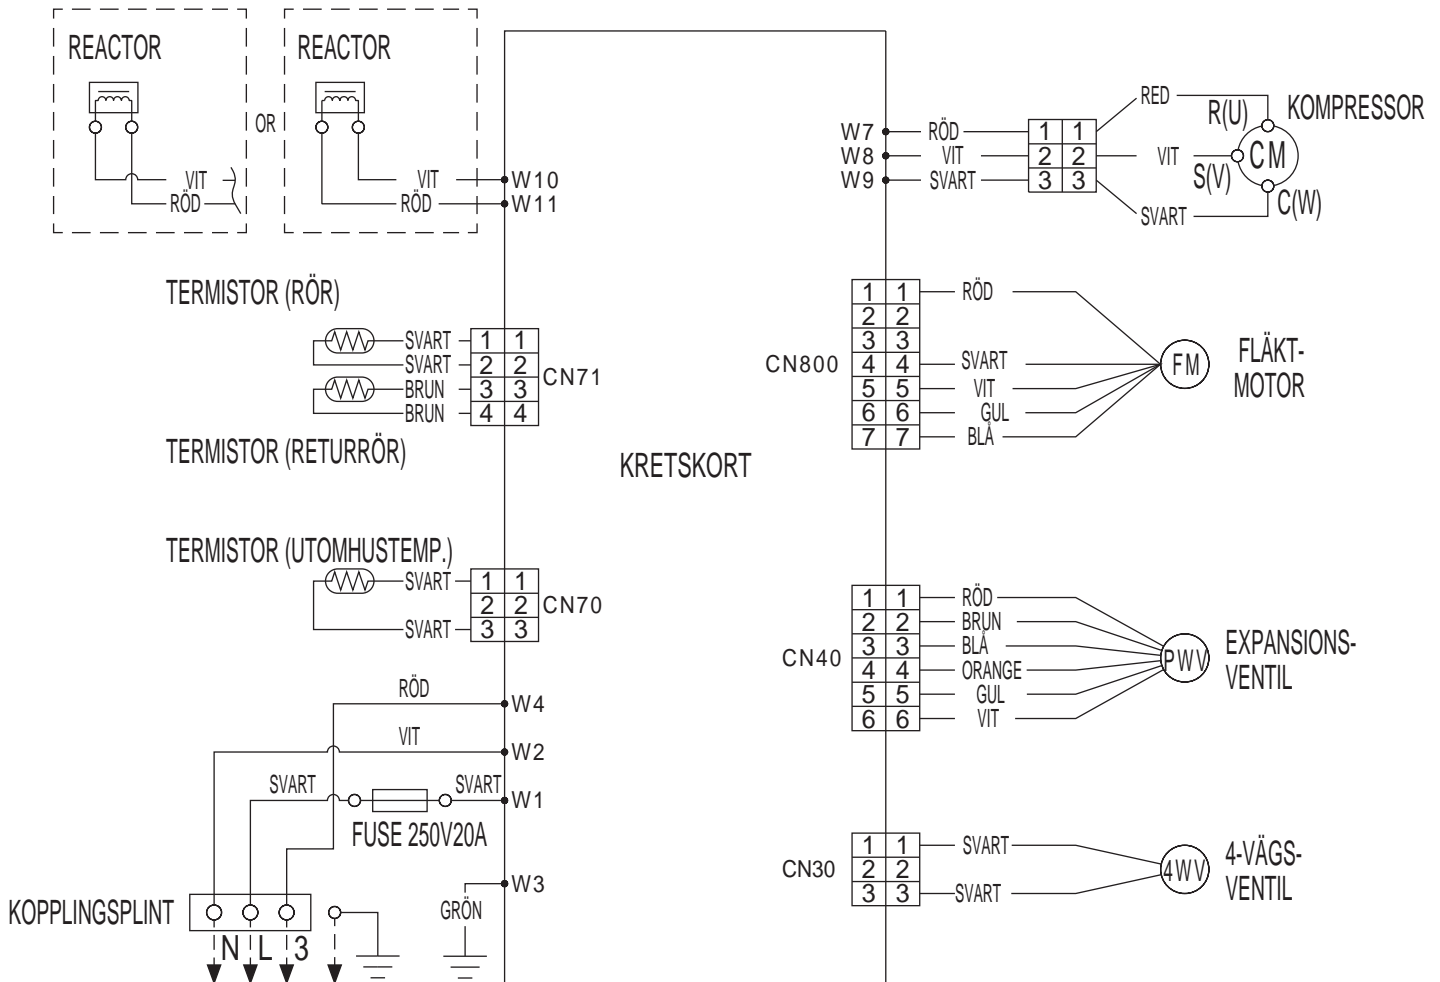 REACTOR
VIT
RÖD
OR
REACTOR
VIT
RÖD
W10
W11
W7
W8
W9
RÖD
VIT
SVART
1 1
2 2
3 3
RED
VIT
SVART
R(U)
S(V)
C(W)
CM
KOMPRESSOR
TERMISTOR (RÖR)
SVART 1 1
SVART 2 2
BRUN 3 3
BRUN 4 4
CN71
TERMISTOR (RETURRÖR)
KRETSKORT
CN800
1 1 RÖD
2 2
3 3
4 4 SVART
5 5 VIT
6 6 GUL
7 7 BLÅ
FM
FLÄKT-
MOTOR
TERMISTOR (UTOMHUSTEMP.)
SVART 1 1
2 2
SVART 3 3
CN70
CN40
1 1 RÖD
2 2 BRUN
3 3 BLÅ
4 4 ORANGE
5 5 GUL
6 6 VIT
PWV
EXPANSIONS-
VENTIL
RÖD
W4
VIT
W2
SVART
SVART
W1
FUSE 250V20A
W3
GRÖN
KOPPLINGSPLINT
N L 3
CN30
1 1 SVART
2 2
3 3 SVART
4WV
4-VÄGS-
VENTIL